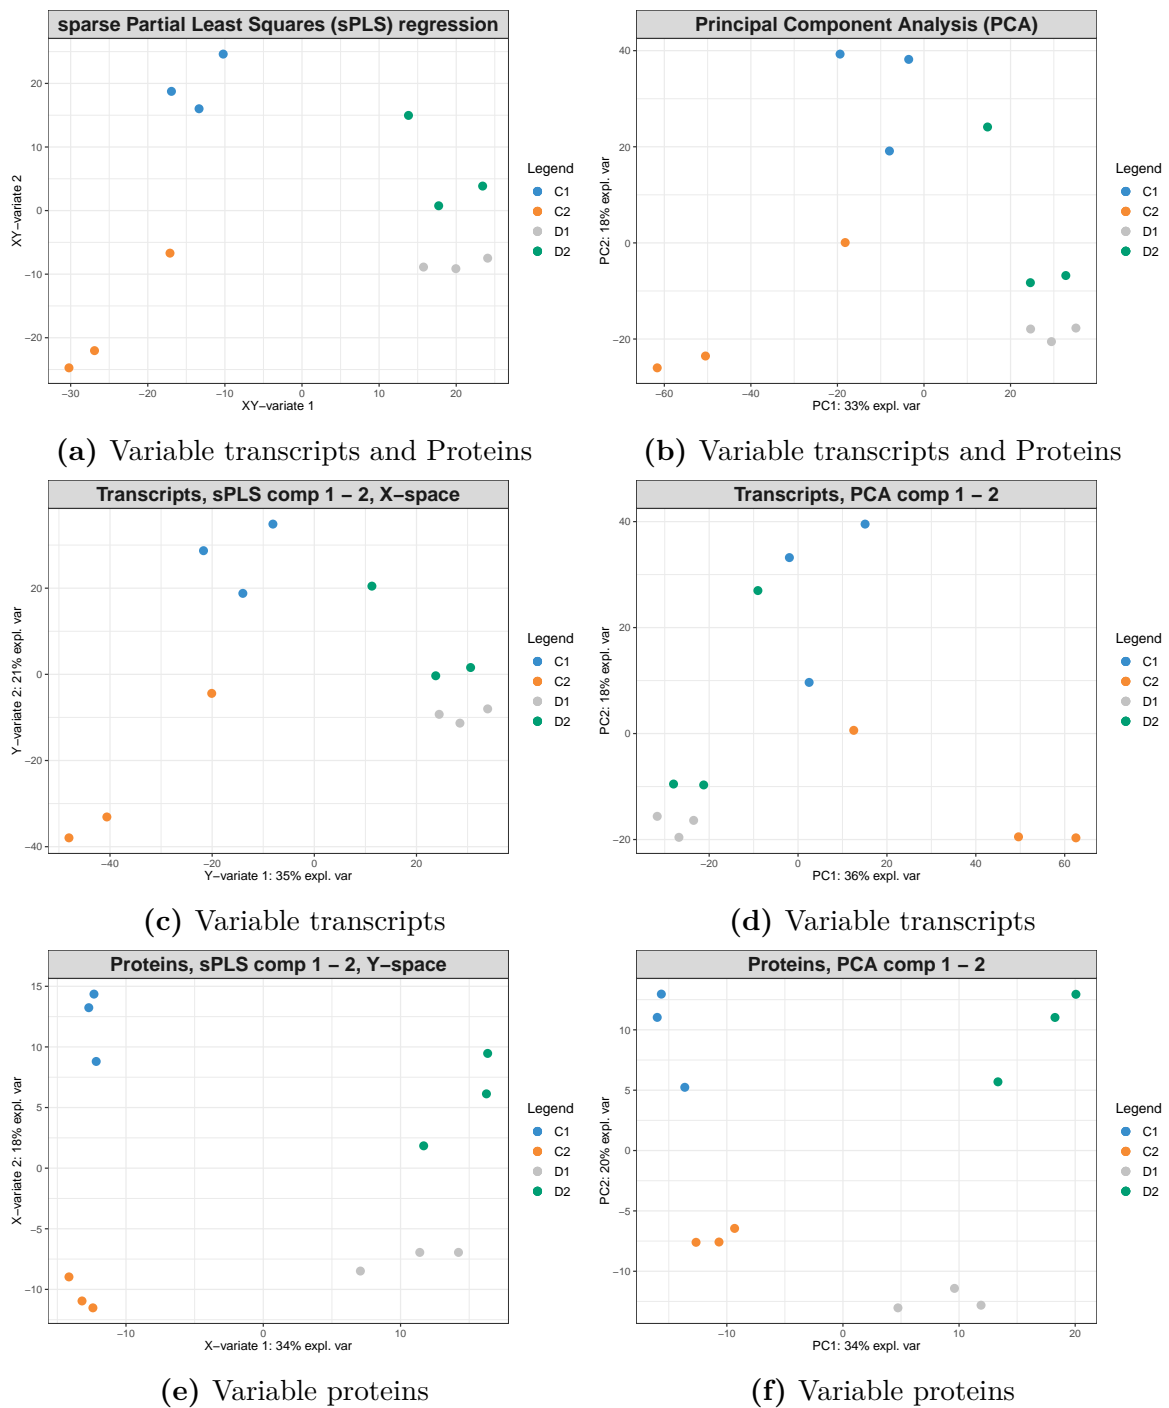 sparse Partial Least Squares (sPLS) regression
XY−variate 2
20
10
0
−10
−20
−30
−20
−10
0
10
20
XY−variate 1
Legend
C1
C2
D1
D2
(a) Variable transcripts and Proteins
Principal Component Analysis (PCA)
PC2: 18% expl. var
40
20
0
−20
−60
−40
−20
0
20
PC1: 33% expl. var
Legend
C1
C2
D1
D2
(b) Variable transcripts and Proteins
Transcripts, sPLS comp 1 − 2, X−space
Y−variate 2: 21% expl. var
20
0
−20
−40
−40
−20
0
20
Y−variate 1: 35% expl. var
Legend
C1
C2
D1
D2
(c) Variable transcripts
Transcripts, PCA comp 1 − 2
PC2: 18% expl. var
40
20
0
−20
−20
0
20
40
60
PC1: 36% expl. var
Legend
C1
C2
D1
D2
(d) Variable transcripts
Proteins, sPLS comp 1 − 2, Y−space
X−variate 2: 18% expl. var
15
10
5
0
−5
−10
−10
0
10
X−variate 1: 34% expl. var
Legend
C1
C2
D1
D2
(e) Variable proteins
Proteins, PCA comp 1 − 2
PC2: 20% expl. var
10
5
0
−5
−10
−10
0
10
20
PC1: 34% expl. var
Legend
C1
C2
D1
D2
(f) Variable proteins